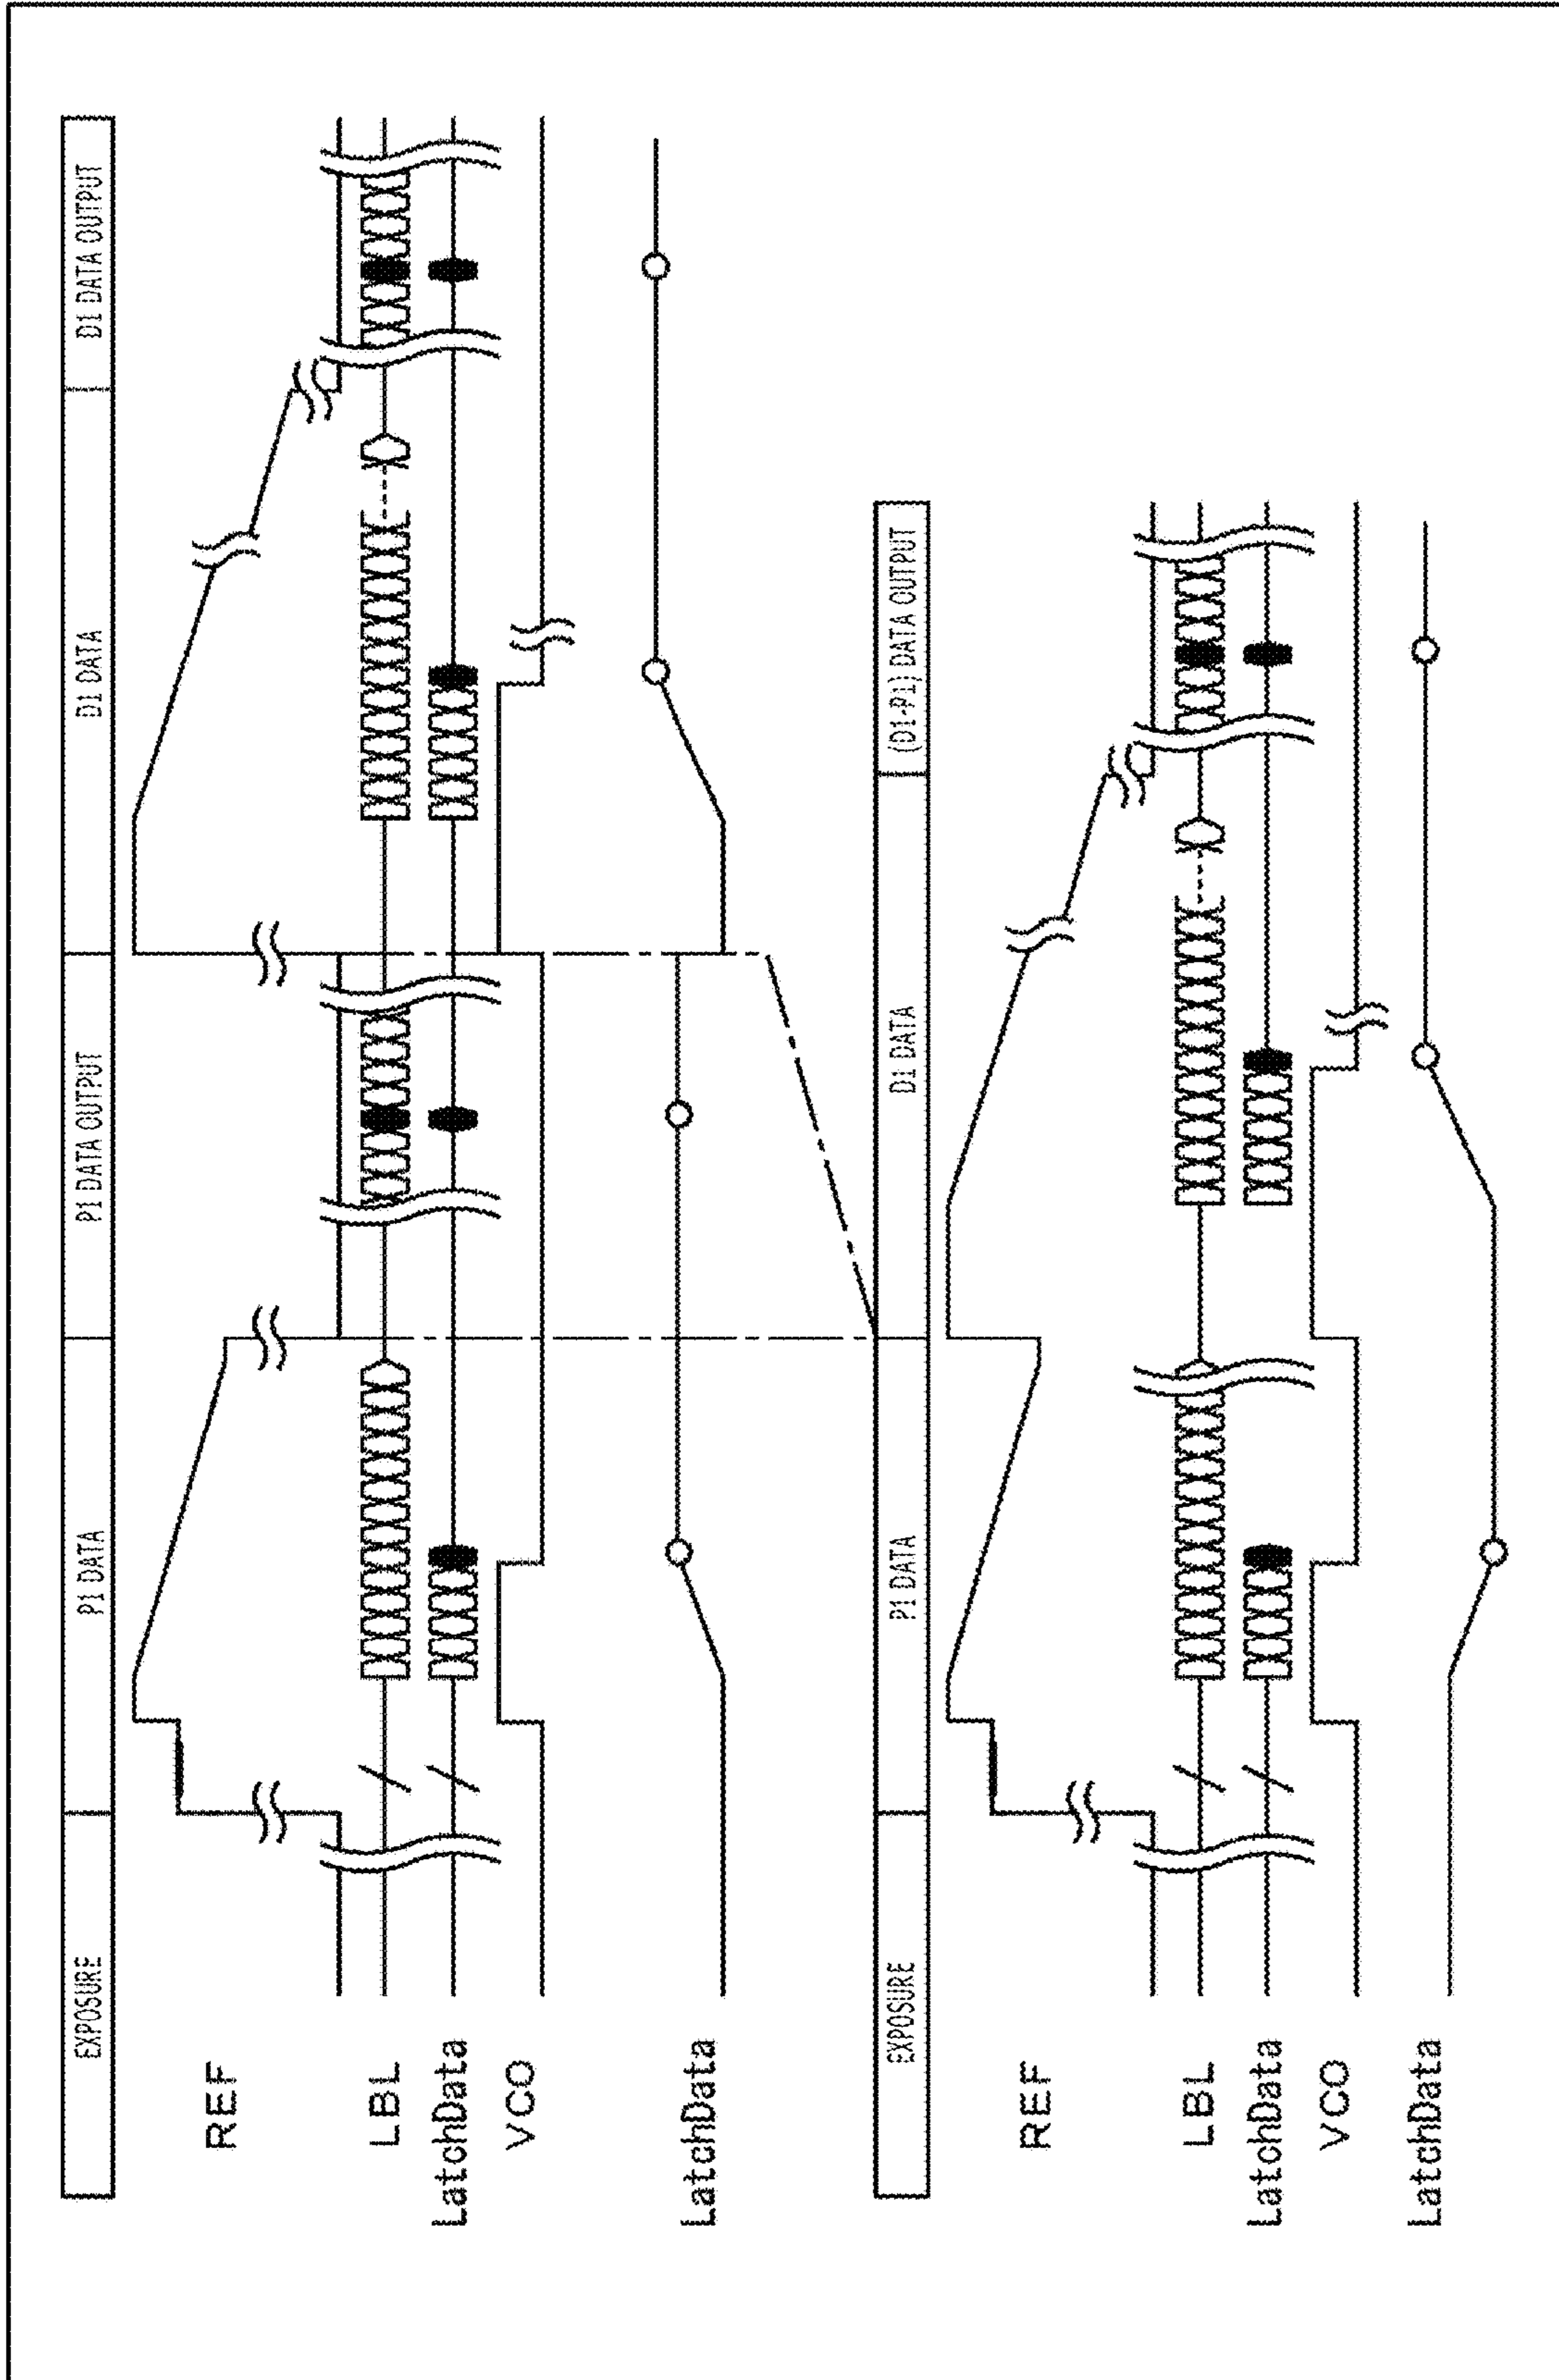 EXPOSURE
P1 DATA
P1 DATA OUTPUT
D1 DATA
D1 DATA OUTPUT
REF
LBL
LatchData
VCO
LatchData
EXPOSURE
P1 DATA
D1 DATA
(D1-P1) DATA OUTPUT
REF
LBL
LatchData
VCO
LatchData